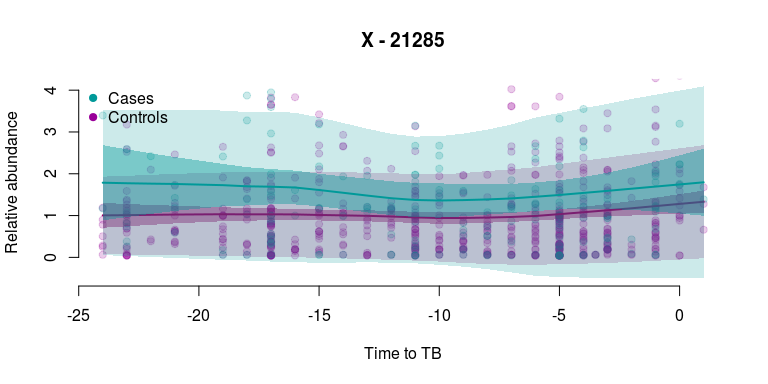 X - 21285
Relative abundance
4
3
2
1
0
Cases
Controls
-25
-20
-15
-10
-5
0
Time to TB